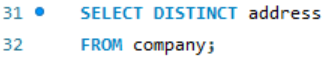 31 SELECT DISTINCT address
32 FROM company;